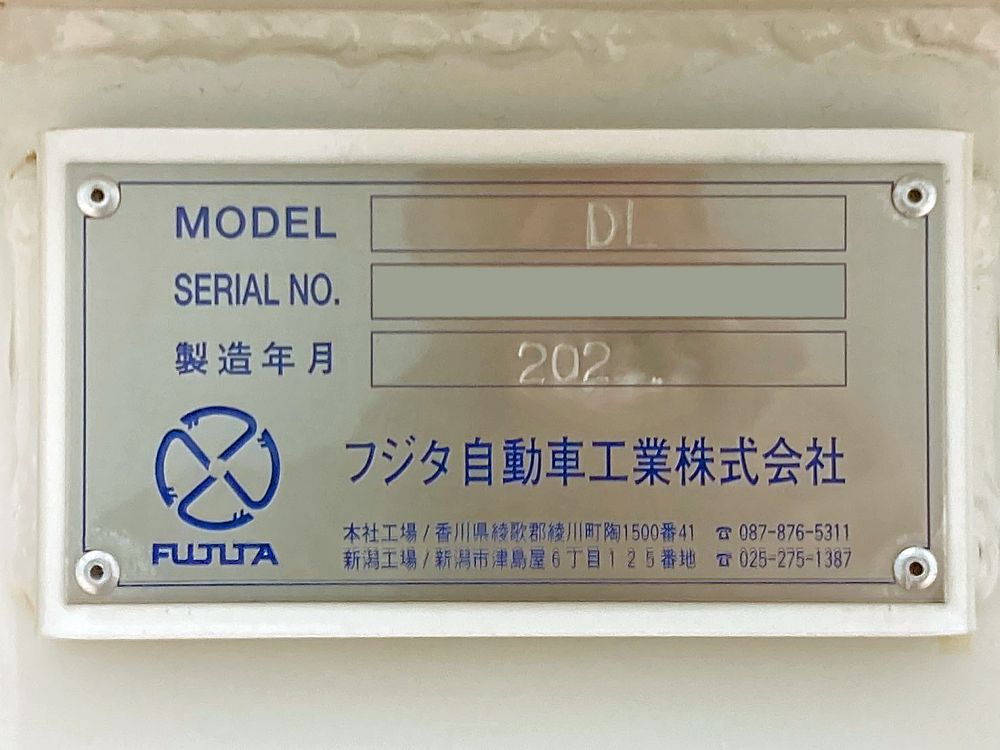 MODEL DL
SERIAL NO.
製造年月 202
フジタ自動車工業株式会社
FUJITA
本社工場/香川県綾歌郡綾川町陶1500番41 ☎ 087-876-5311
新潟工場/新潟市津島屋6丁目125番地 ☎ 025-275-1387